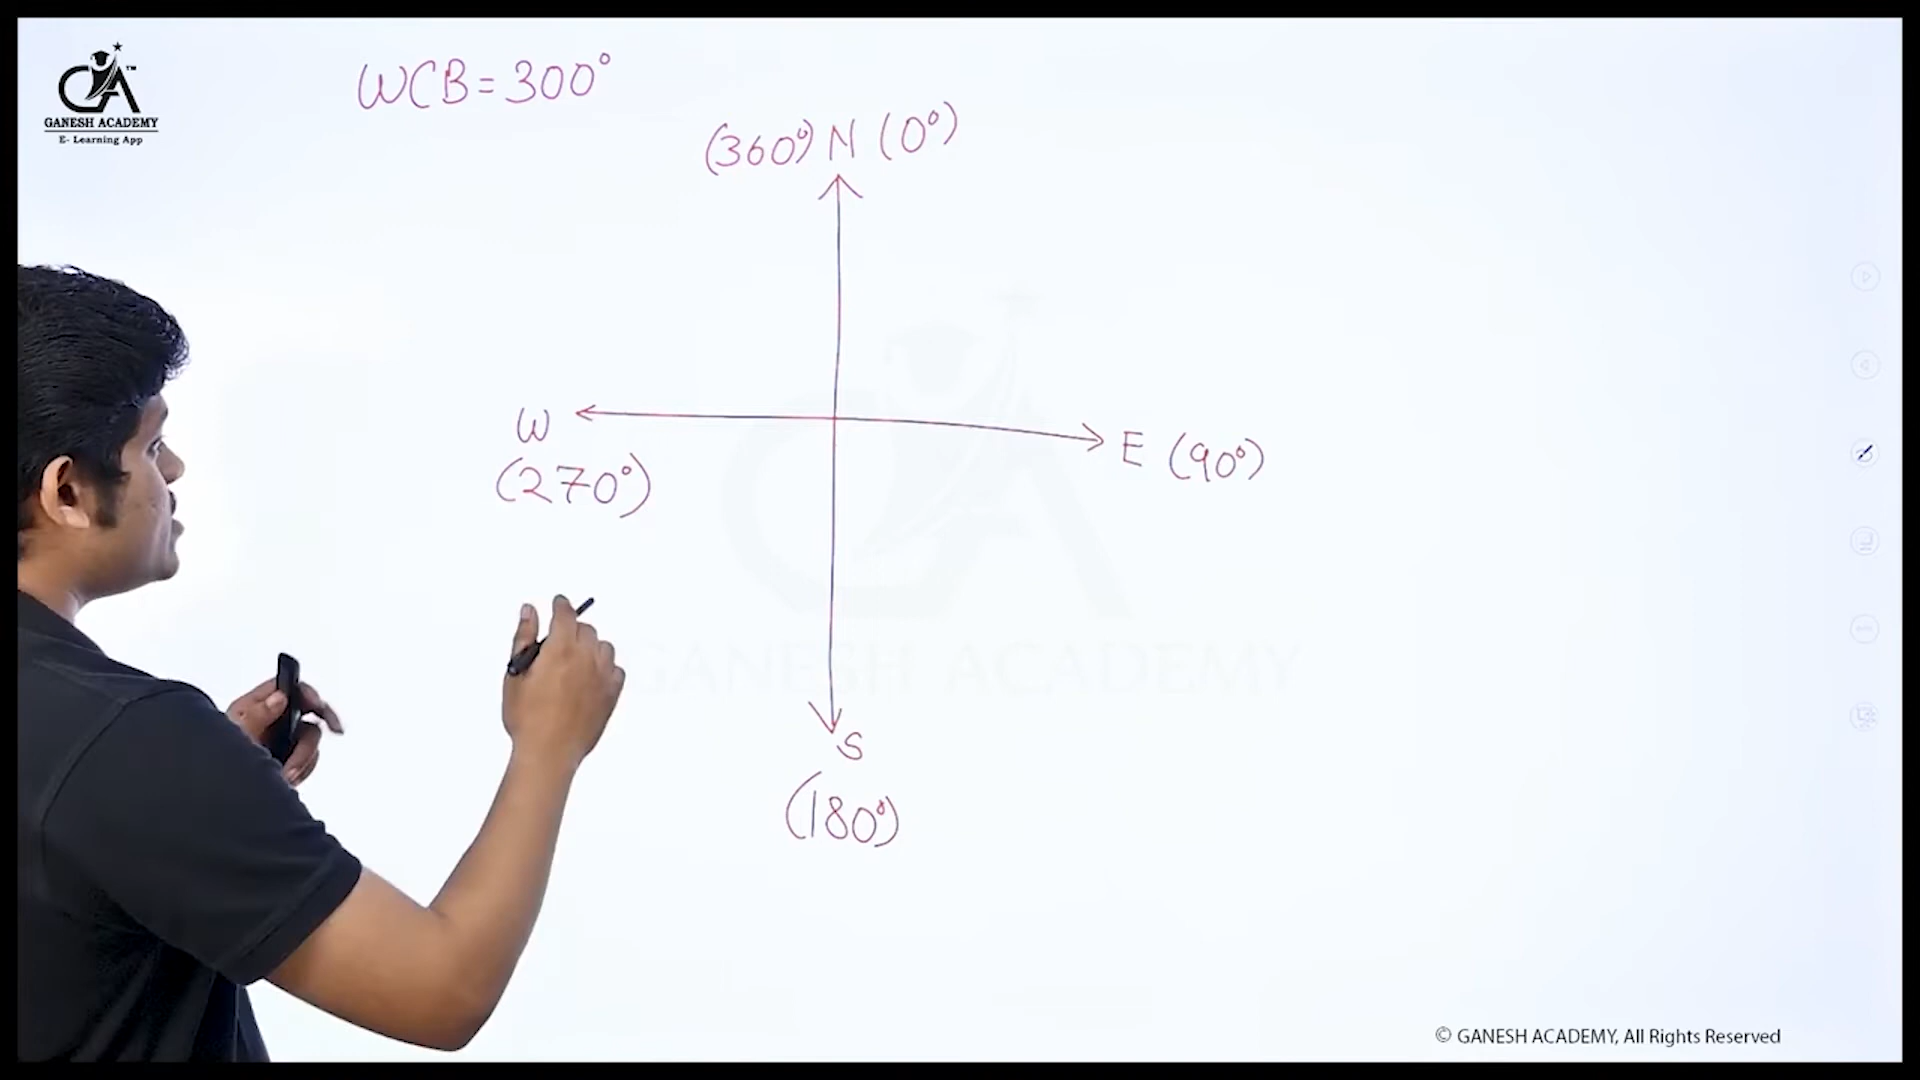 GANESH ACADEMY
E- Learning App
WCB = 300°
(360°) N (0°)
W
(270°)
E (90°)
GANESH ACADEMY
S
(180°)
© GANESH ACADEMY, All Rights Reserved